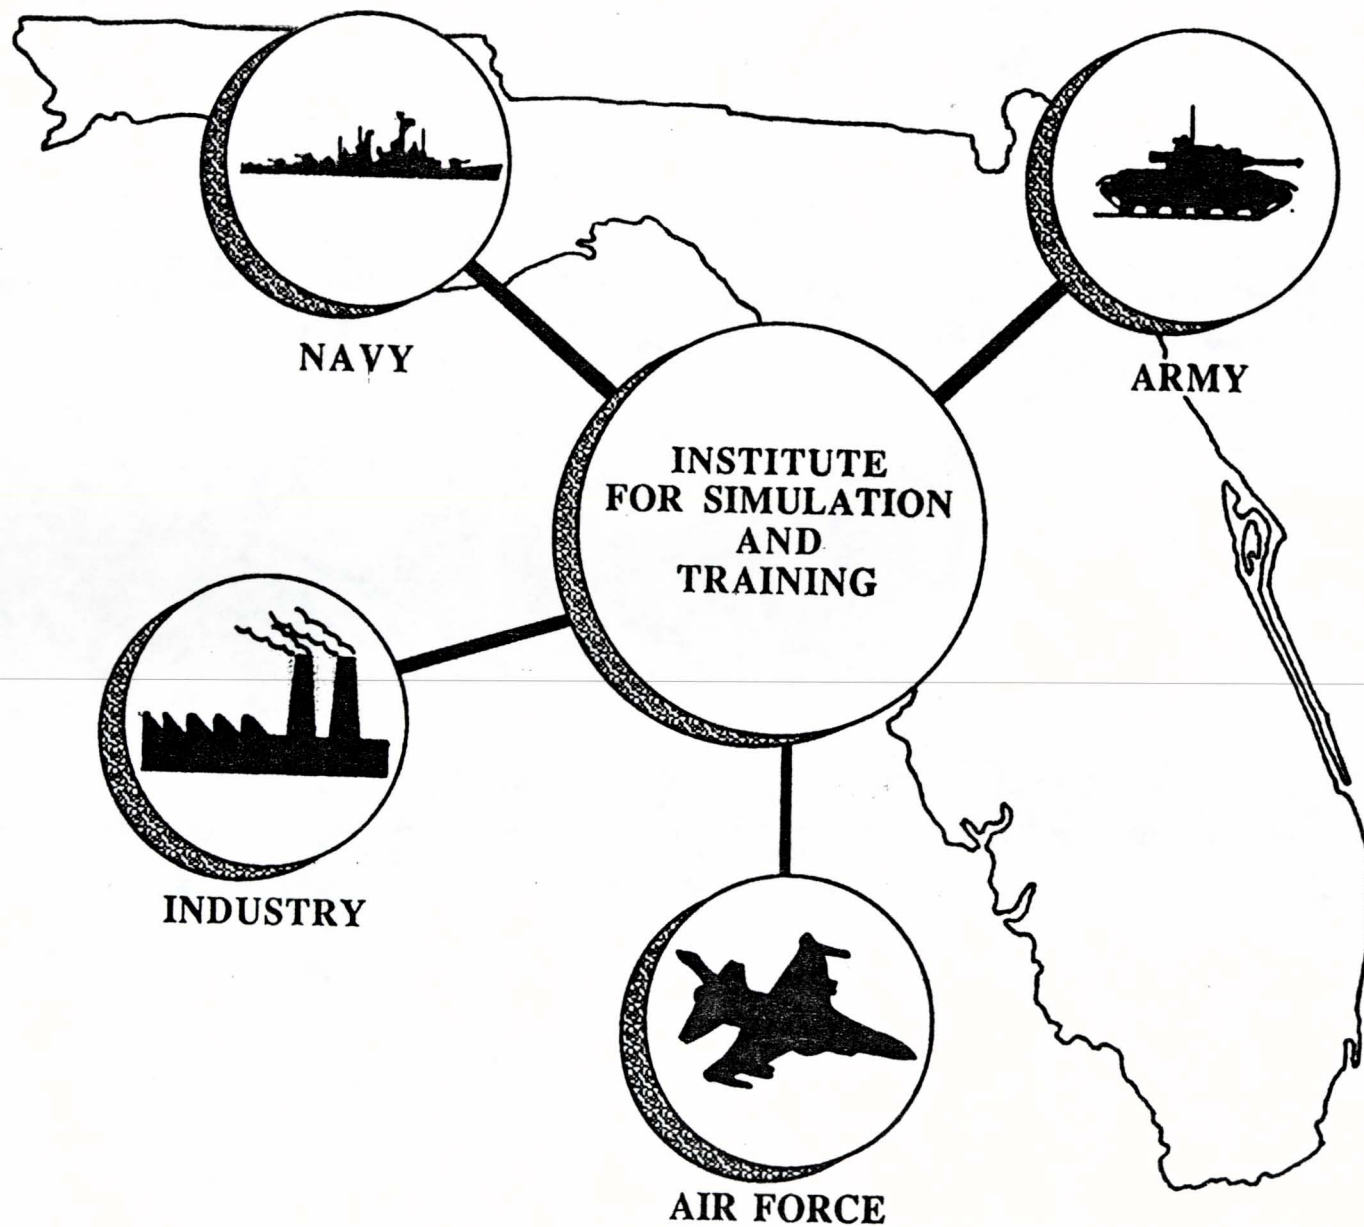 NAVY
ARMY
INSTITUTE
FOR SIMULATION
AND
TRAINING
INDUSTRY
AIR FORCE